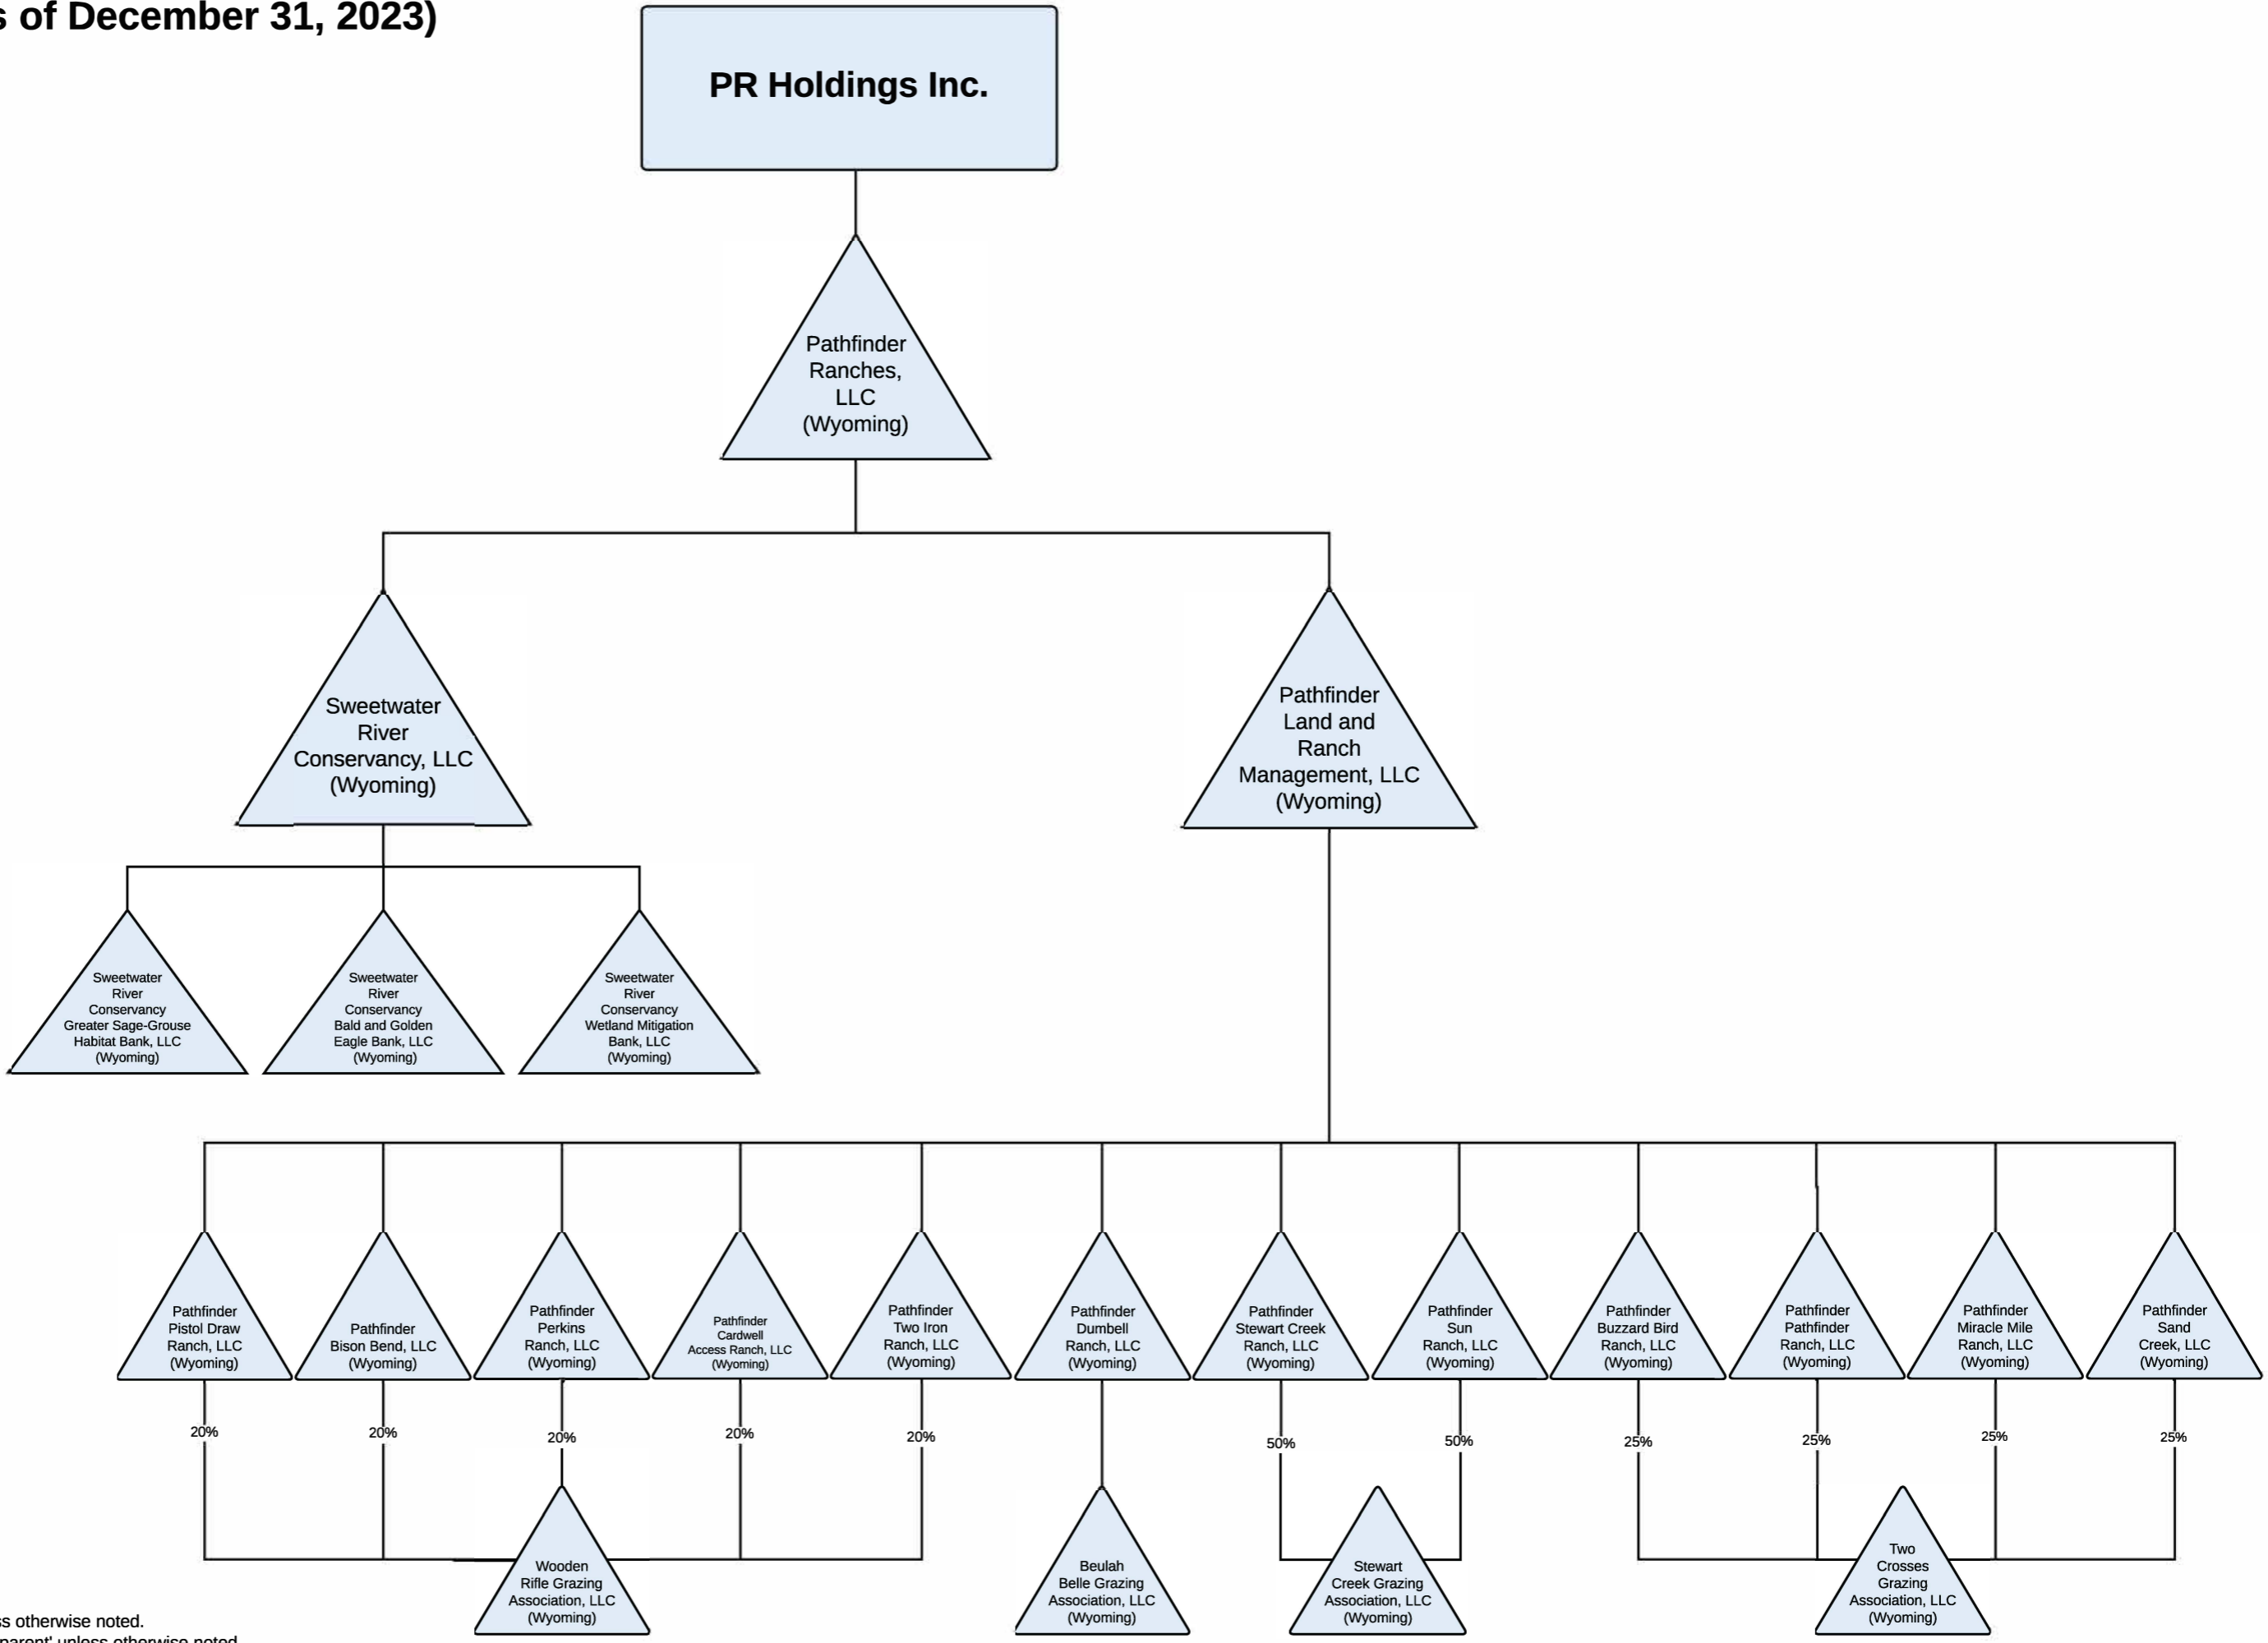 s of December 31, 2023)
PR Holdings Inc.
Pathfinder
Ranches,
LLC
(Wyoming)
Sweetwater
River
Conservancy, LLC
(Wyoming)
Pathfinder
Land and
Ranch
Management, LLC
(Wyoming)
Sweetwater
River
Conservancy
Greater Sage-Grouse
Habitat Bank, LLC
(Wyoming)
Sweetwater
River
Conservancy
Bald and Golden
Eagle Bank, LLC
(Wyoming)
Sweetwater
River
Conservancy
Wetland Mitigation
Bank, LLC
(Wyoming)
Pathfinder
Pistol Draw
Ranch, LLC
(Wyoming)
Pathfinder
Bison Bend, LLC
(Wyoming)
Pathfinder
Perkins
Ranch, LLC
(Wyoming)
Pathfinder
Cardwell
Access Ranch, LLC
(Wyoming)
Pathfinder
Two Iron
Ranch, LLC
(Wyoming)
Pathfinder
Dumbell
Ranch, LLC
(Wyoming)
Pathfinder
Stewart Creek
Ranch, LLC
(Wyoming)
Pathfinder
Sun
Ranch, LLC
(Wyoming)
Pathfinder
Buzzard Bird
Ranch, LLC
(Wyoming)
Pathfinder
Pathfinder
Ranch, LLC
(Wyoming)
Pathfinder
Miracle Mile
Ranch, LLC
(Wyoming)
Pathfinder
Sand
Creek, LLC
(Wyoming)
20%
20%
20%
20%
20%
50%
50%
25%
25%
25%
25%
Wooden
Rifle Grazing
Association, LLC
(Wyoming)
Beulah
Belle Grazing
Association, LLC
(Wyoming)
Stewart
Creek Grazing
Association, LLC
(Wyoming)
Two
Crosses
Grazing
Association, LLC
(Wyoming)
ss otherwise noted.
parent' unless otherwise noted